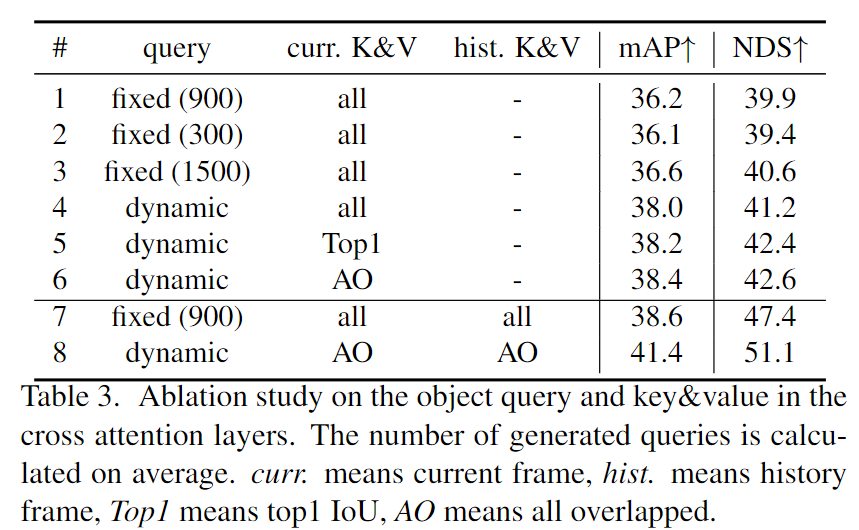 # query curr. K&V hist. K&V mAP↑ NDS↑
1 fixed (900) all - 36.2 39.9
2 fixed (300) all - 36.1 39.4
3 fixed (1500) all - 36.6 40.6
4 dynamic all - 38.0 41.2
5 dynamic Top1 - 38.2 42.4
6 dynamic AO - 38.4 42.6
7 fixed (900) all all 38.6 47.4
8 dynamic AO AO 41.4 51.1
Table 3. Ablation study on the object query and key&value in the
cross attention layers. The number of generated queries is calcu-
lated on average. curr. means current frame, hist. means history
frame, Top1 means top1 IoU, AO means all overlapped.